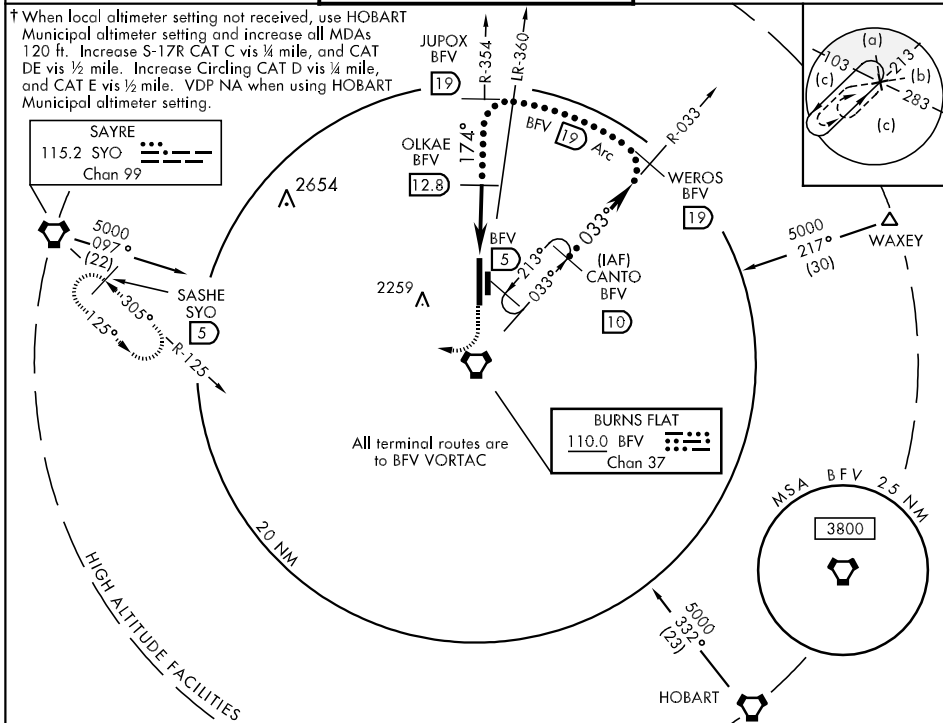 † When local altimeter setting not received, use HOBART
Municipal altimeter setting and increase all MDAs
120 ft. Increase S-17R CAT C vis ¼ mile, and CAT
DE vis ½ mile. Increase Circling CAT D vis ¼ mile,
and CAT E vis ½ mile. VDP NA when using HOBART
Municipal altimeter setting.
JUPOX
BFV
19
R-354
LR-360
(a)
103
213
(b)
(c)
283
(c)
SAYRE
115.2 SYO
Chan 99
OLKAE
BFV
12.8
174°
BFV 19 Arc
R-033
WEROS
BFV
19
2654
5000
097°
(22)
SASHE
SYO
5
305°
125°
R-125
2259
BFV
5
213°
033°
033°
(IAF)
CANTO
BFV
10
5000
217°
(30)
WAXEY
All terminal routes are
to BFV VORTAC
BURNS FLAT
110.0 BFV
Chan 37
20 NM
HIGH ALTITUDE FACILITIES
MSA BFV 25 NM
3800
5000
332°
(23)
HOBART